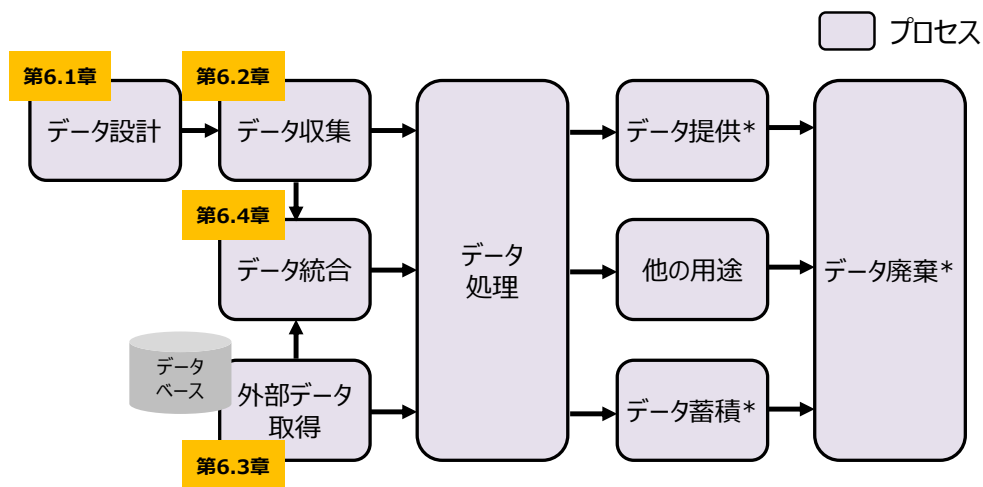 プロセス
第6.1章
データ設計
第6.2章
データ収集
第6.4章
データ統合
データ
ベース
外部データ
取得
第6.3章
データ
処理
データ提供*
他の用途
データ蓄積*
データ廃棄*